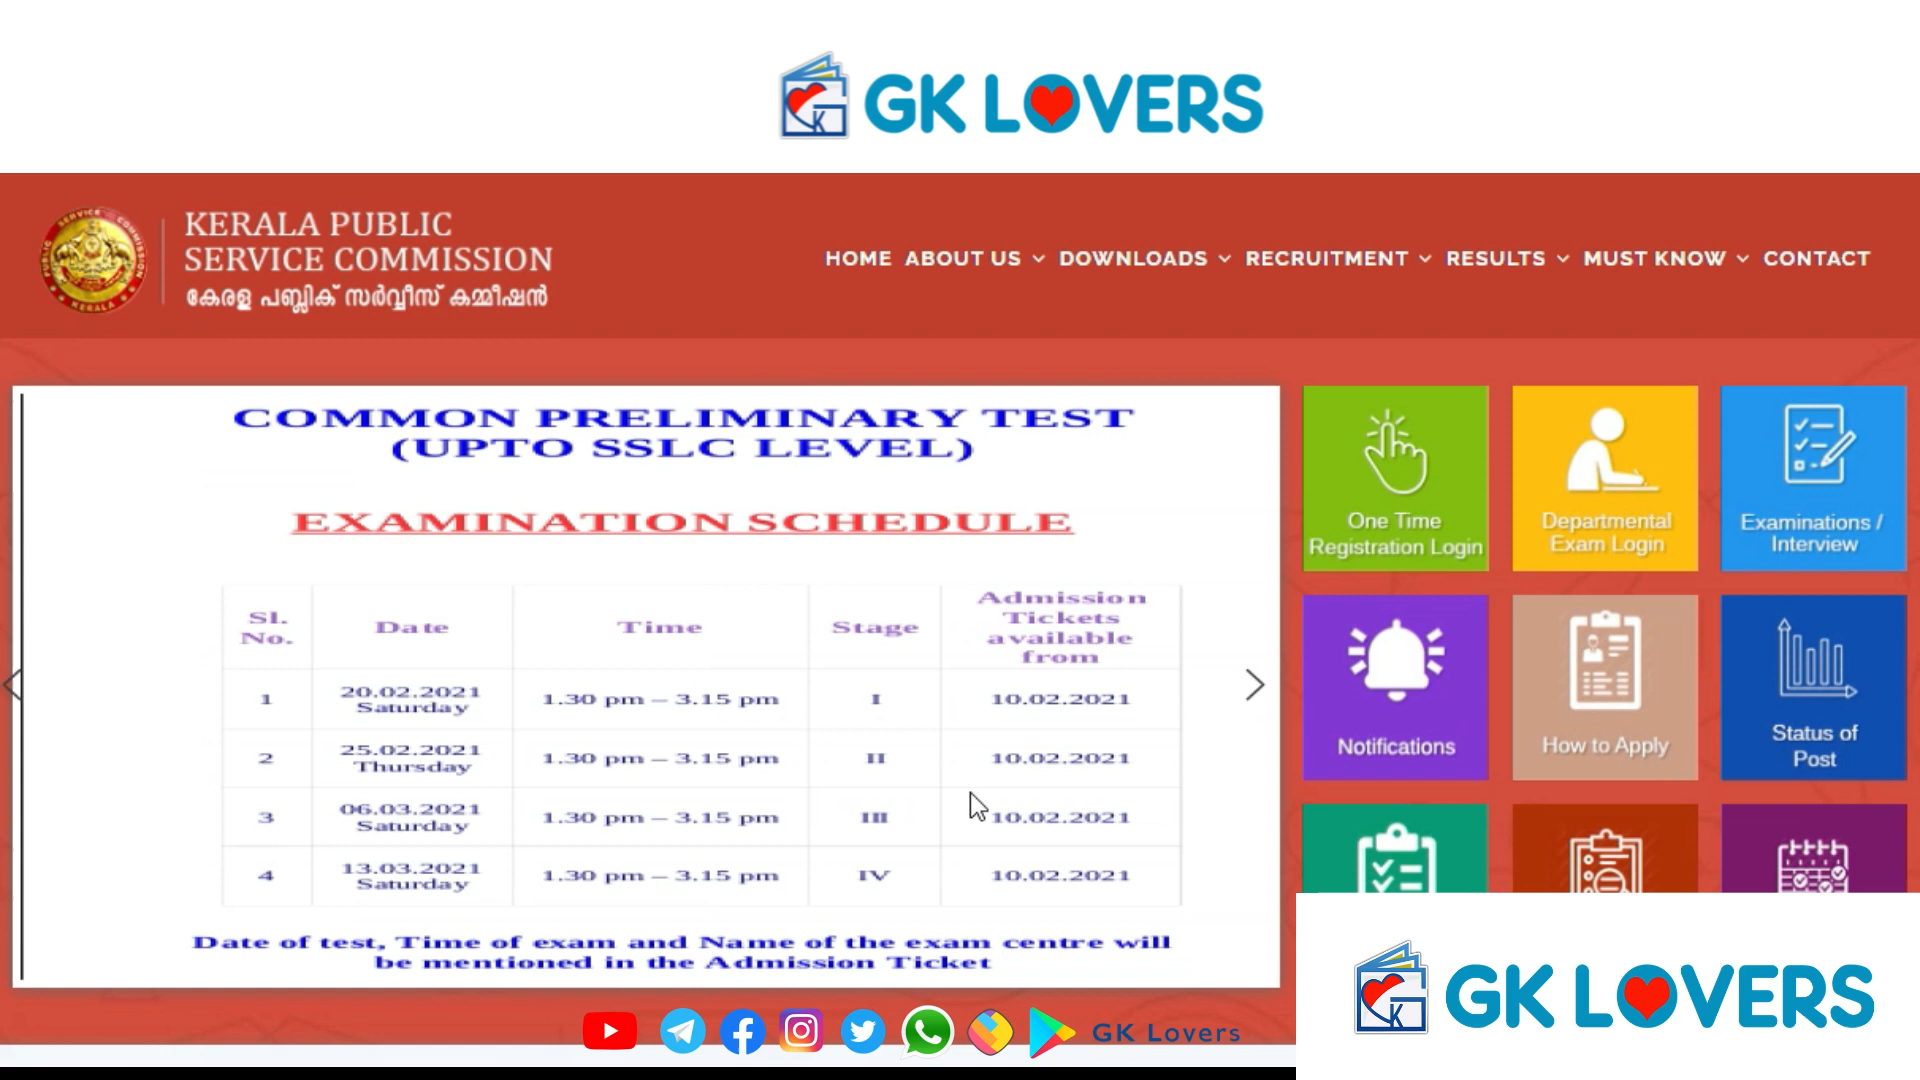 GK LOVERS
KERALA PUBLIC
SERVICE COMMISSION
കേരള പബ്ലിക് സർവ്വീസ് കമ്മീഷൻ
HOME ABOUT US DOWNLOADS RECRUITMENT RESULTS MUST KNOW CONTACT
COMMON PRELIMINARY TEST
(UPTO SSLC LEVEL)
EXAMINATION SCHEDULE
Sl. No. Date Time Stage Admission Tickets available from
1 20.02.2021 Saturday 1.30 pm – 3.15 pm I 10.02.2021
2 25.02.2021 Thursday 1.30 pm – 3.15 pm II 10.02.2021
3 06.03.2021 Saturday 1.30 pm – 3.15 pm III 10.02.2021
4 13.03.2021 Saturday 1.30 pm – 3.15 pm IV 10.02.2021
Date of test, Time of exam and Name of the exam centre will
be mentioned in the Admission Ticket
One Time
Registration Login
Departmental
Exam Login
Examinations /
Interview
Notifications
How to Apply
Status of
Post
GK Lovers
GK LOVERS